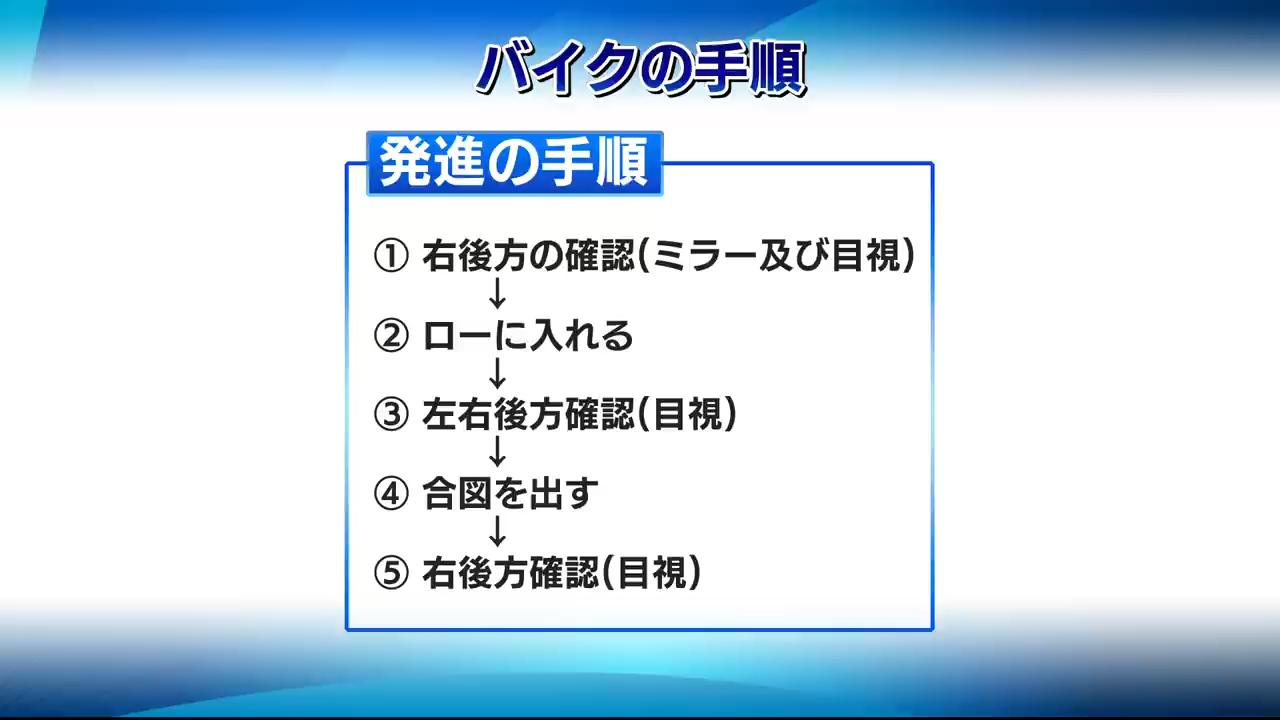 バイクの手順
発進の手順
① 右後方の確認(ミラー及び目視)
↓
② ローに入れる
↓
③ 左右後方確認(目視)
↓
④ 合図を出す
↓
⑤ 右後方確認(目視)